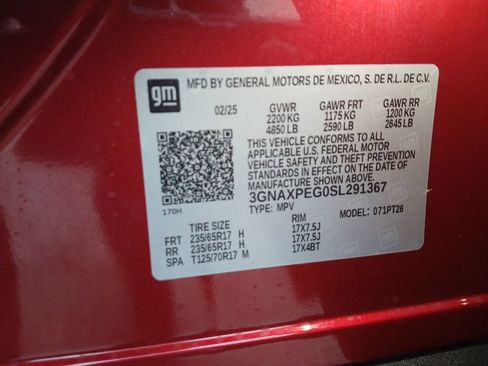 gm
MFD BY GENERAL MOTORS DE MEXICO, S. DE R.L. DE C.V.
02/25 GVWR GAWR FRT GAWR RR
2200 KG 1175 KG 1200 KG
4850 LB 2590 LB 2645 LB
THIS VEHICLE CONFORMS TO ALL
APPLICABLE U.S. FEDERAL MOTOR
VEHICLE SAFETY AND THEFT PREVENTION
STANDARDS IN EFFECT ON THE DATE OF
MANUFACTURE SHOWN ABOVE.
3GNAXPEG0SL291367
170H
TYPE: MPV MODEL: 071PT26
TIRE SIZE RIM
FRT 235/65R17 H 17X7.5J
RR 235/65R17 H 17X7.5J
SPA T125/70R17 M 17X4BT